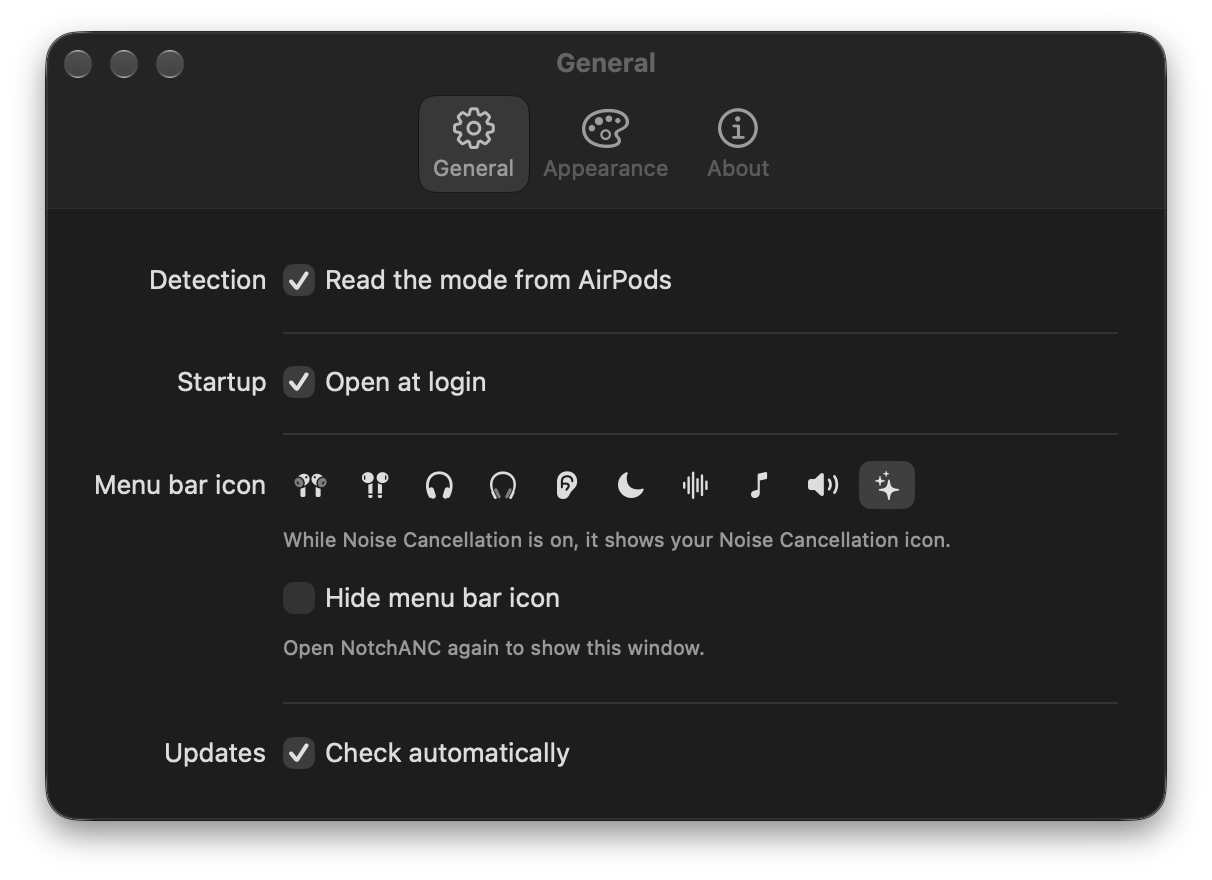 General
General
Appearance
About
Detection Read the mode from AirPods
Startup Open at login
Menu bar icon
While Noise Cancellation is on, it shows your Noise Cancellation icon.
Hide menu bar icon
Open NotchANC again to show this window.
Updates Check automatically